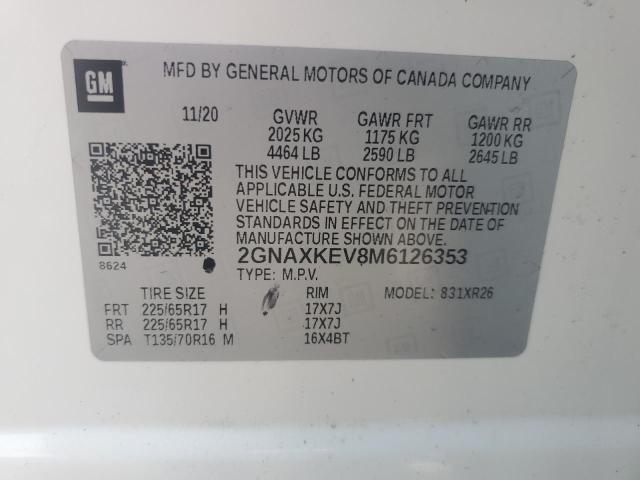 GM
MFD BY GENERAL MOTORS OF CANADA COMPANY
11/20 GVWR GAWR FRT GAWR RR
2025 KG 1175 KG 1200 KG
4464 LB 2590 LB 2645 LB
THIS VEHICLE CONFORMS TO ALL
APPLICABLE U.S. FEDERAL MOTOR
VEHICLE SAFETY AND THEFT PREVENTION
STANDARDS IN EFFECT ON THE DATE OF
MANUFACTURE SHOWN ABOVE.
8624 2GNAXKEV8M6126353
TYPE: M.P.V.
TIRE SIZE RIM MODEL: 831XR26
FRT 225/65R17 H 17X7J
RR 225/65R17 H 17X7J
SPA T135/70R16 M 16X4BT